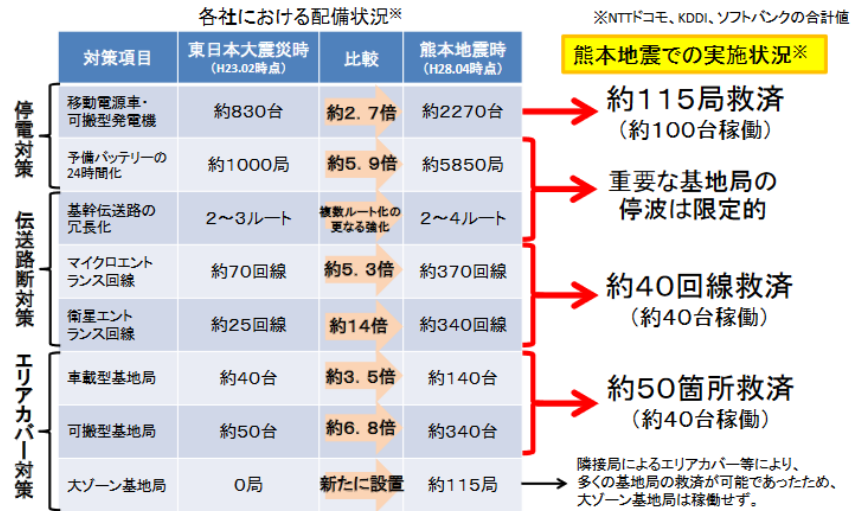 各社における配備状況※
※NTTドコモ、KDDI、ソフトバンクの合計値
熊本地震での実施状況※
対策項目
東日本大震災時
（H23.02時点）
比較
熊本地震時
（H28.04時点）
停電対策
移動電源車・
可搬型発電機
約830台
約2．7倍
約2270台
約115局救済
（約100台稼働）
予備バッテリーの
24時間化
約1000局
約5．9倍
約5850局
重要な基地局の
停波は限定的
伝送路断対策
基幹伝送路の
冗長化
2～3ルート
複数ルート化の
更なる強化
2～4ルート
マイクロエント
ランス回線
約70回線
約5．3倍
約370回線
約40回線救済
（約40台稼働）
衛星エント
ランス回線
約25回線
約14倍
約340回線
エリアカバー対策
車載型基地局
約40台
約3．5倍
約140台
約50箇所救済
（約40台稼働）
可搬型基地局
約50台
約6．8倍
約340台
大ゾーン基地局
0局
新たに設置
約115局
隣接局によるエリアカバー等により、
多くの基地局の救済が可能であったため、
大ゾーン基地局は稼働せず。